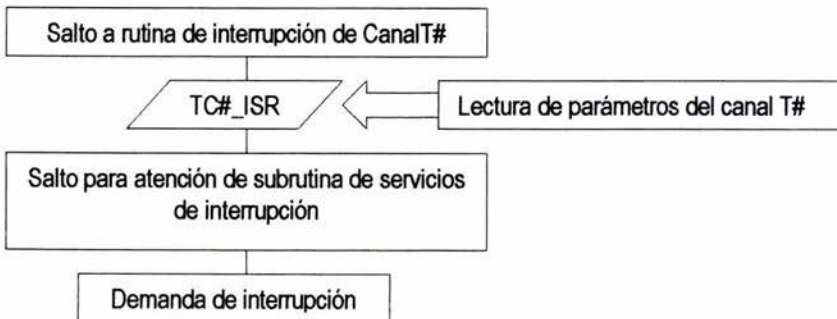 Salto a rutina de interrupción de CanalT#
TC#_ISR
Lectura de parámetros del canal T#
Salto para atención de subrutina de servicios
de interrupción
Demanda de interrupción